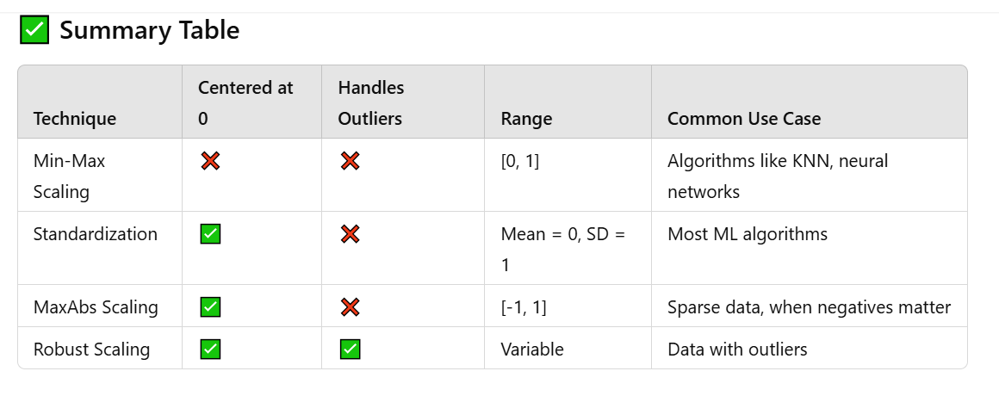 ✅ Summary Table
Centered at
Handles
Technique
0
Outliers
Range
Common Use Case
Min-Max
❌
❌
[0, 1]
Algorithms like KNN, neural
Scaling
networks
Standardization
✅
❌
Mean = 0, SD =
Most ML algorithms
1
MaxAbs Scaling
✅
❌
[-1, 1]
Sparse data, when negatives matter
Robust Scaling
✅
✅
Variable
Data with outliers